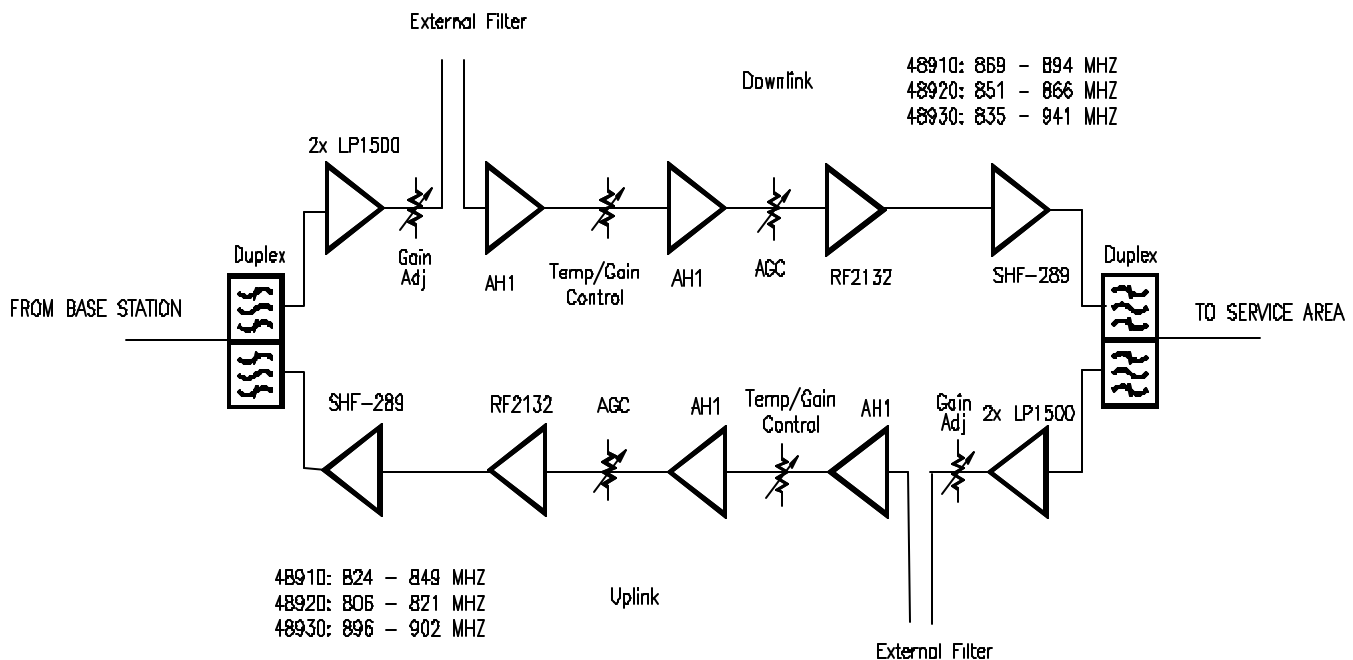 External Filter
Downlink
48910: 869 - 894 MHZ
48920: 851 - 866 MHZ
48930: 835 - 941 MHZ
2x LP1500
Duplex
Gain
Adj
AH1
Temp/Gain
Control
AH1
AGC
RF2132
SHF-289
Duplex
FROM BASE STATION
TO SERVICE AREA
SHF-289
RF2132
AGC
AH1
Temp/Gain
Control
AH1
Gain
Adj
2x LP1500
48910: 824 - 849 MHZ
48920: 806 - 821 MHZ
48930: 896 - 902 MHZ
Uplink
External Filter